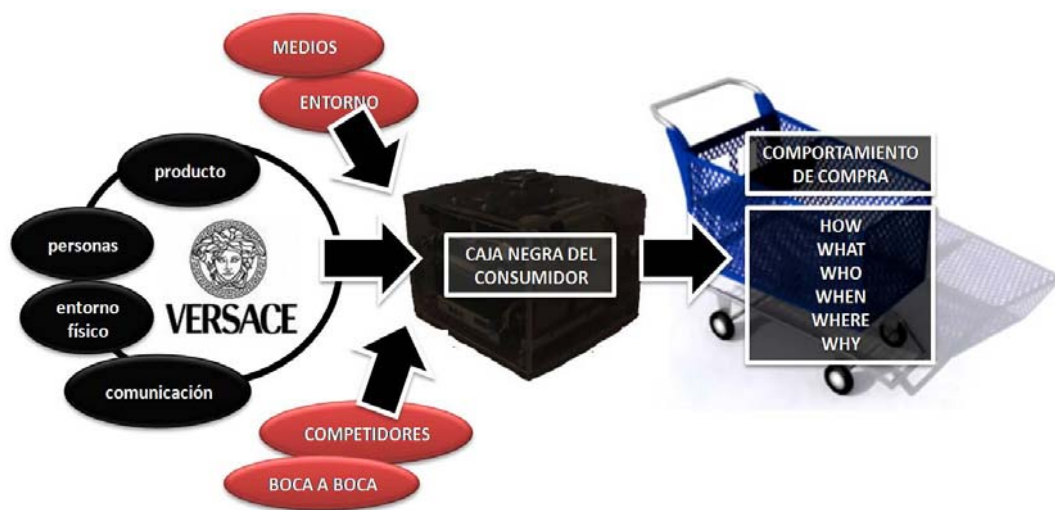 MEDIOS
ENTORNO
producto
personas
entorno
físico
VERSACE
comunicación
COMPETIDORES
BOCA A BOCA
CAJA NEGRA DEL
CONSUMIDOR
COMPORTAMIENTO
DE COMPRA
HOW
WHAT
WHO
WHEN
WHERE
WHY